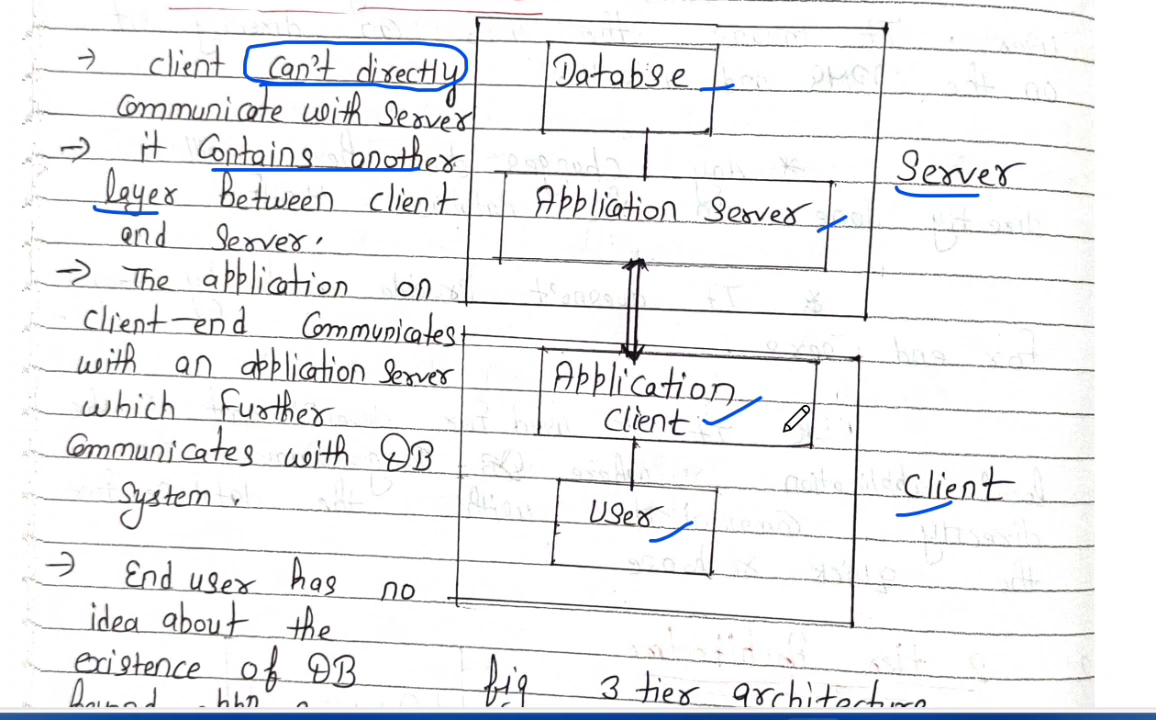 → client can't directly
communicate with Server
→ it Contains another
layer between client
and Server.
→ The application on
client-end Communicates
with an application Server
which further
Communicates with DB
System.
→ End user has no
idea about the
existence of DB
Databse
Application Server
Server
Application
Client
User
Client
fig 3 tier architecture